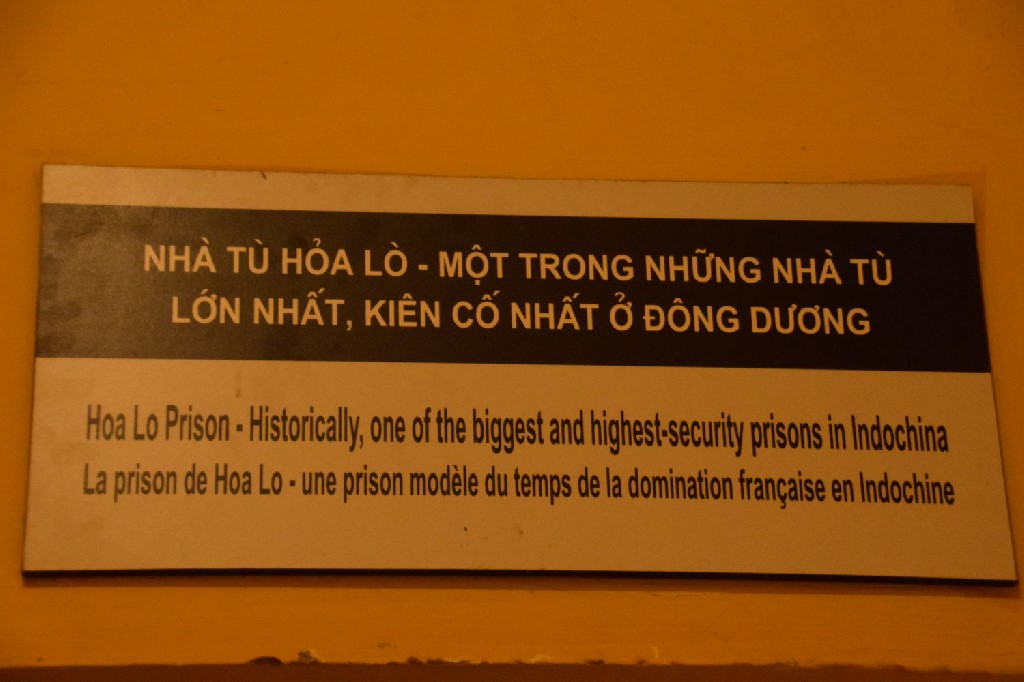 NHÀ TÙ HỎA LÒ - MỘT TRONG NHỮNG NHÀ TÙ
LỚN NHẤT, KIÊN CỐ NHẤT Ở ĐÔNG DƯƠNG
Hoa Lo Prison - Historically, one of the biggest and highest-security prisons in Indochina
La prison de Hoa Lo - une prison modèle du temps de la domination française en Indochine